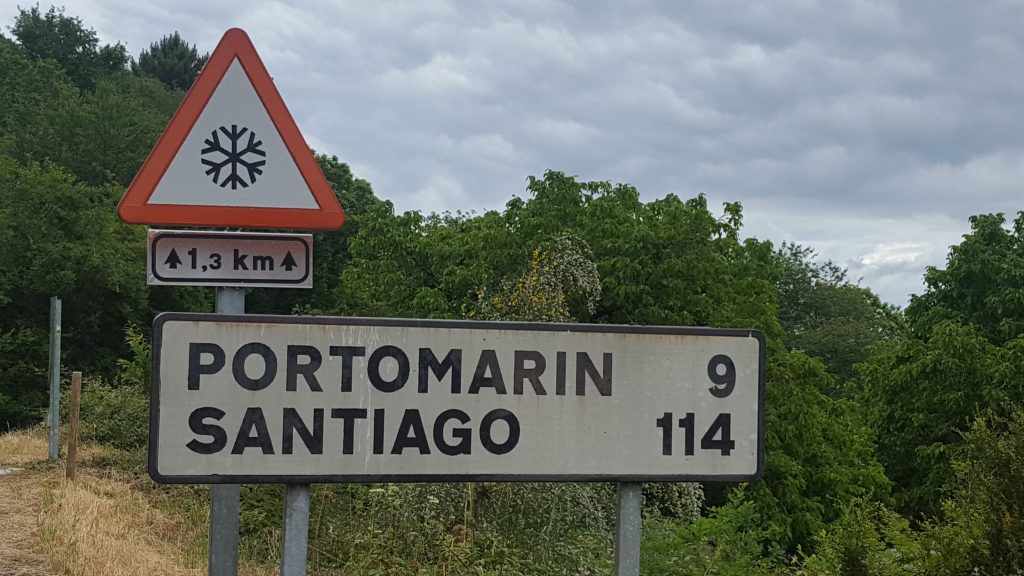 1,3 km
PORTOMARIN 9
SANTIAGO 114